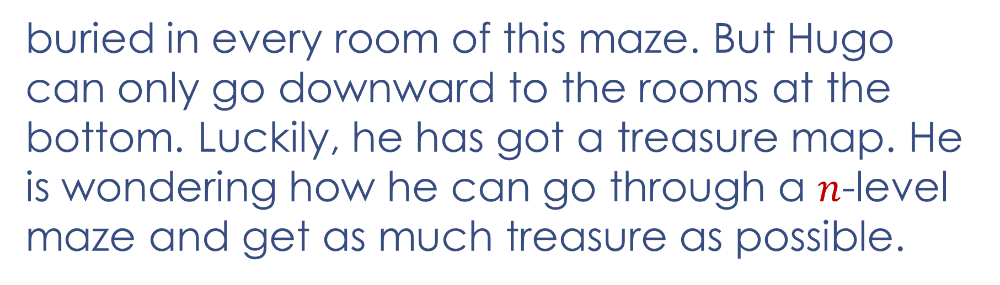 buried in every room of this maze. But Hugo
can only go downward to the rooms at the
bottom. Luckily, he has got a treasure map. He
is wondering how he can go through a n-level
maze and get as much treasure as possible.